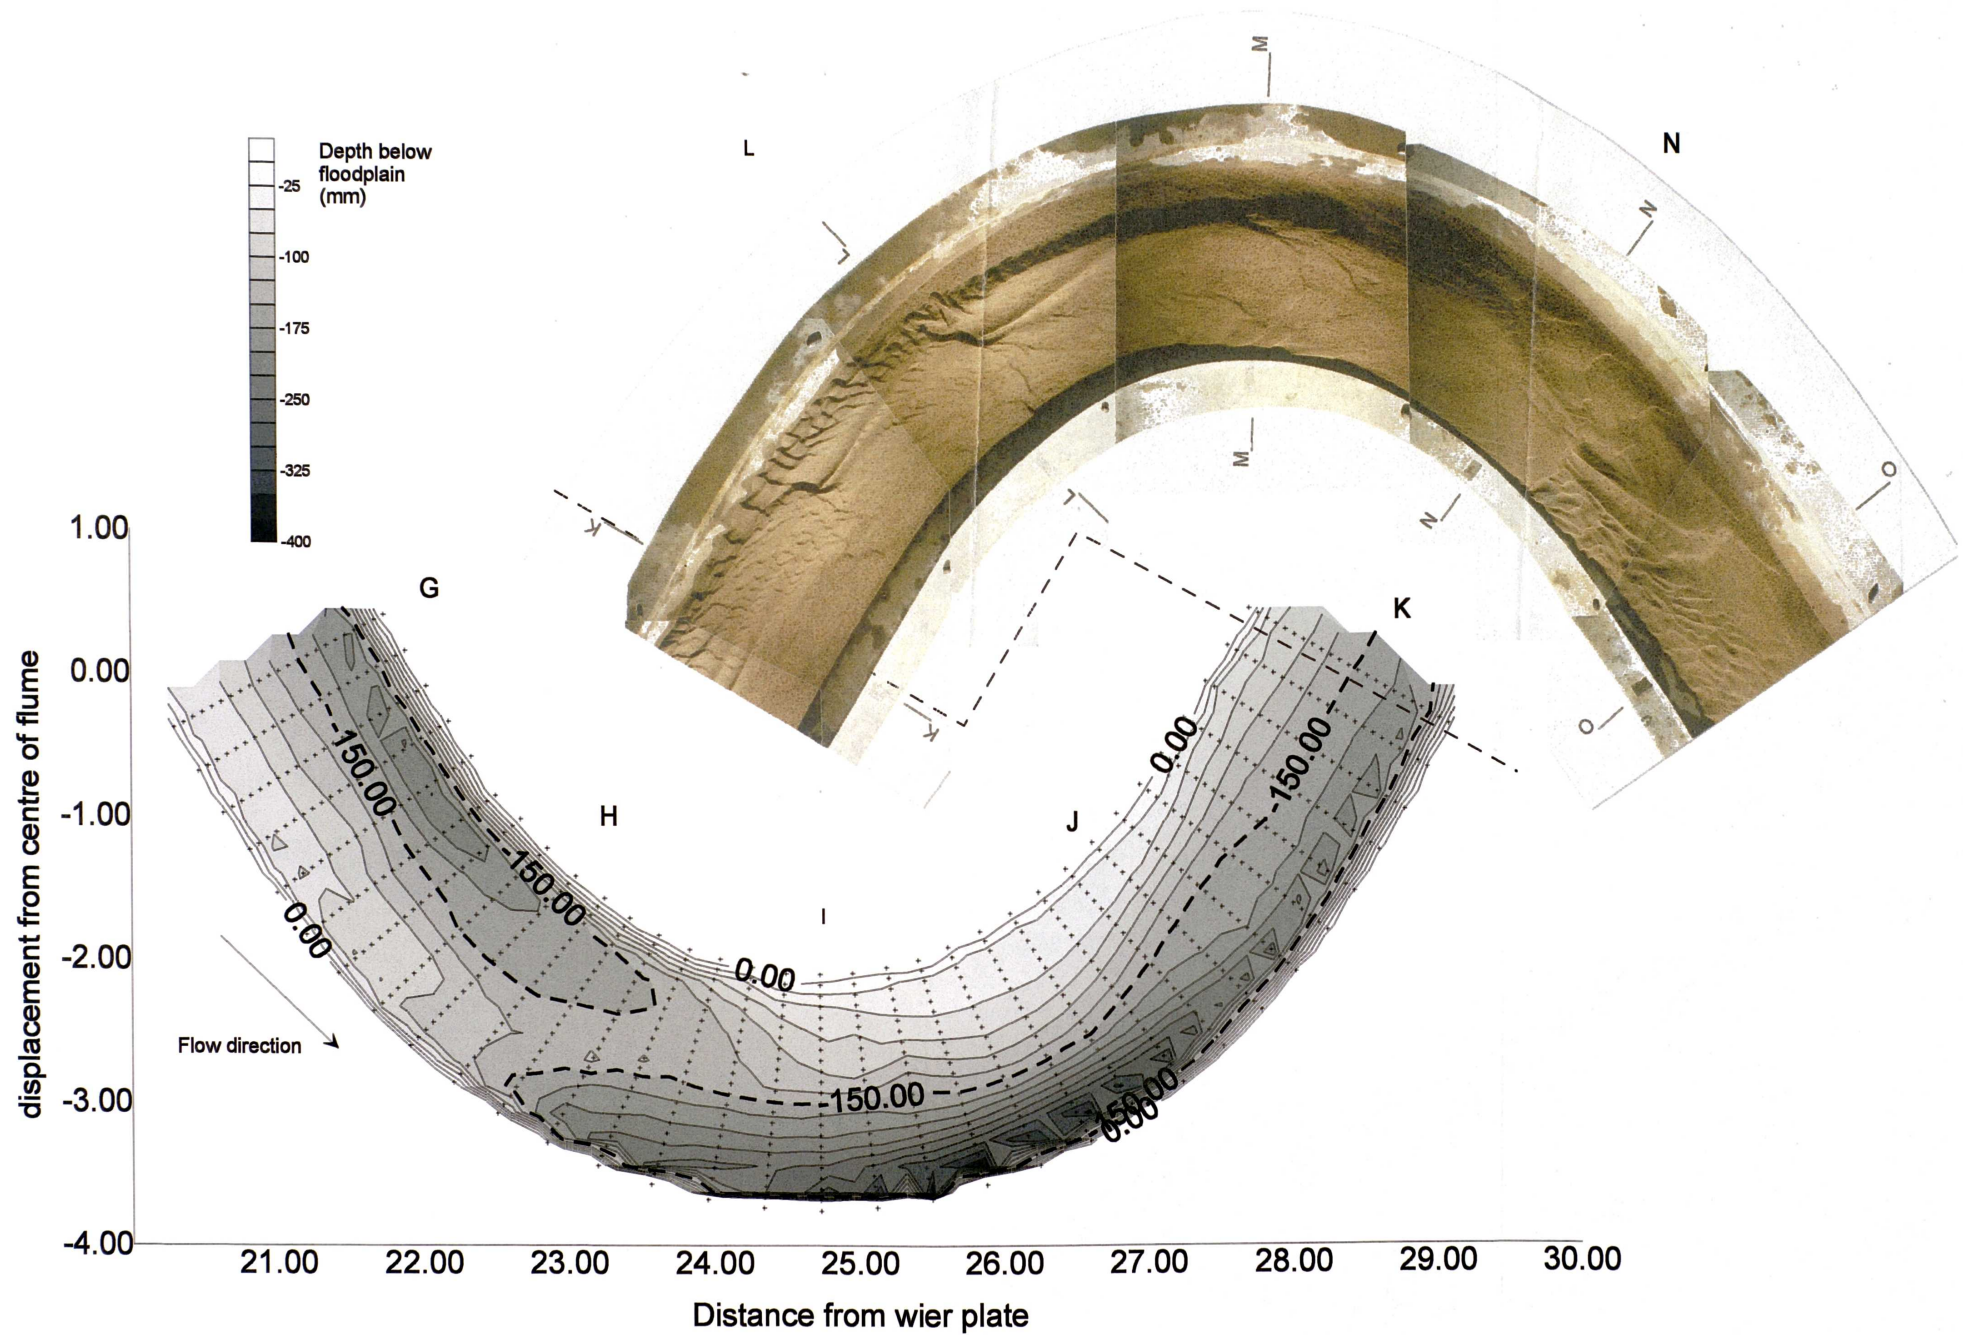 M
L
N
Depth below
floodplain
(mm)
-25
-100
-175
-250
-325
-400
N
L
O
M
L
N
K
K
O
1.00
0.00
-1.00
-2.00
-3.00
-4.00
displacement from centre of flume
G
K
H
J
I
-150.00
-150.00
0.00
0.00
0.00
-150.00
-150.00
-150.00
0.00
Flow direction
21.00
22.00
23.00
24.00
25.00
26.00
27.00
28.00
29.00
30.00
Distance from wier plate